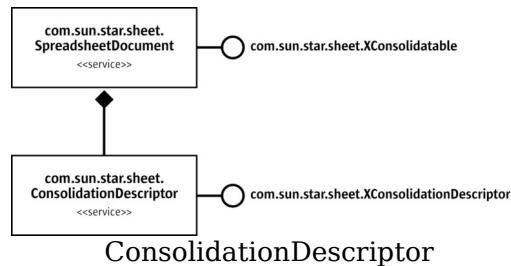 com.sun.star.sheet.
SpreadsheetDocument
<<service>>
com.sun.star.sheet.XConsolidatable
com.sun.star.sheet.
ConsolidationDescriptor
<<service>>
com.sun.star.sheet.XConsolidationDescriptor
ConsolidationDescriptor